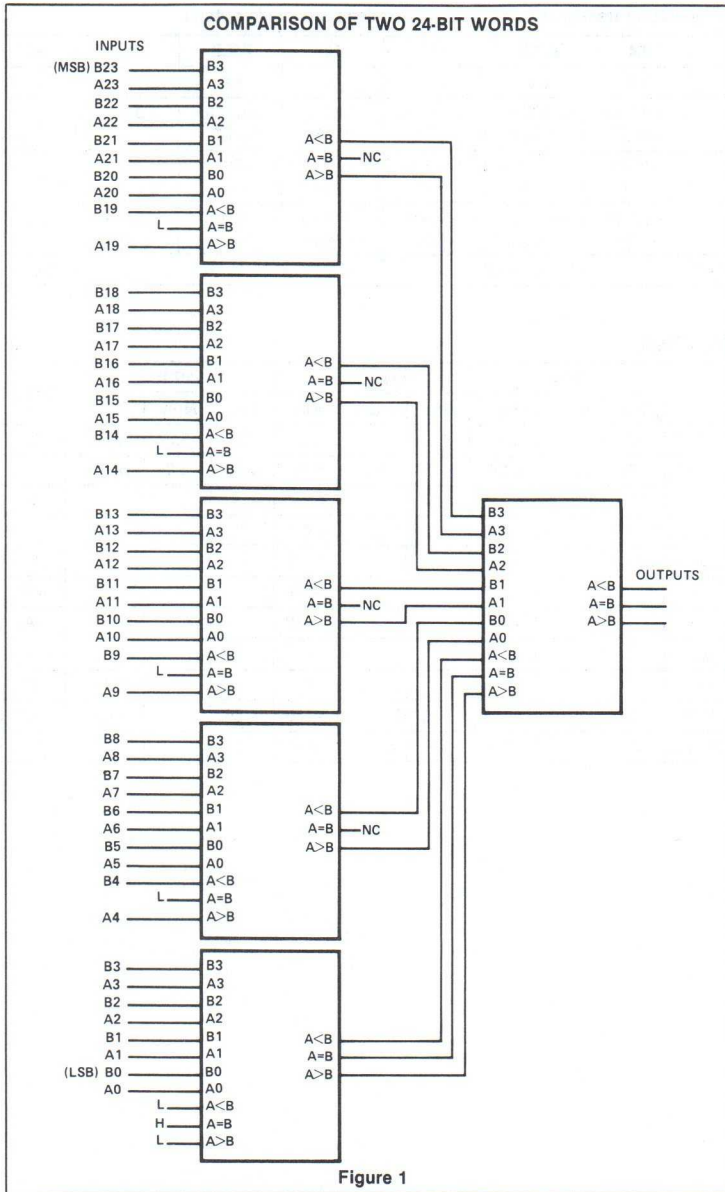 COMPARISON OF TWO 24-BIT WORDS
INPUTS
(MSB) B23 B3
A23 A3
B22 B2
A22 A2
B21 B1 A<B
A21 A1 A=B NC
B20 B0 A>B
A20 A0
B19 A<B
L A=B
A19 A>B
B18 B3
A18 A3
B17 B2
A17 A2
B16 B1 A<B
A16 A1 A=B NC
B15 B0 A>B
A15 A0
B14 A<B
L A=B
A14 A>B
B13 B3
A13 A3
B12 B2
A12 A2
B11 B1 A<B
A11 A1 A=B NC
B10 B0 A>B
A10 A0
B9 A<B
L A=B
A9 A>B
B3
A3
B2
A2
B1 A<B OUTPUTS
A1 A=B
B0 A>B
A0
A<B
A=B
A>B
B8 B3
A8 A3
B7 B2
A7 A2
B6 B1 A<B
A6 A1 A=B NC
B5 B0 A>B
A5 A0
B4 A<B
L A=B
A4 A>B
B3 B3
A3 A3
B2 B2
A2 A2
B1 B1 A<B
A1 A1 A=B
(LSB) B0 B0 A>B
A0 A0
L A<B
H A=B
L A>B
Figure 1